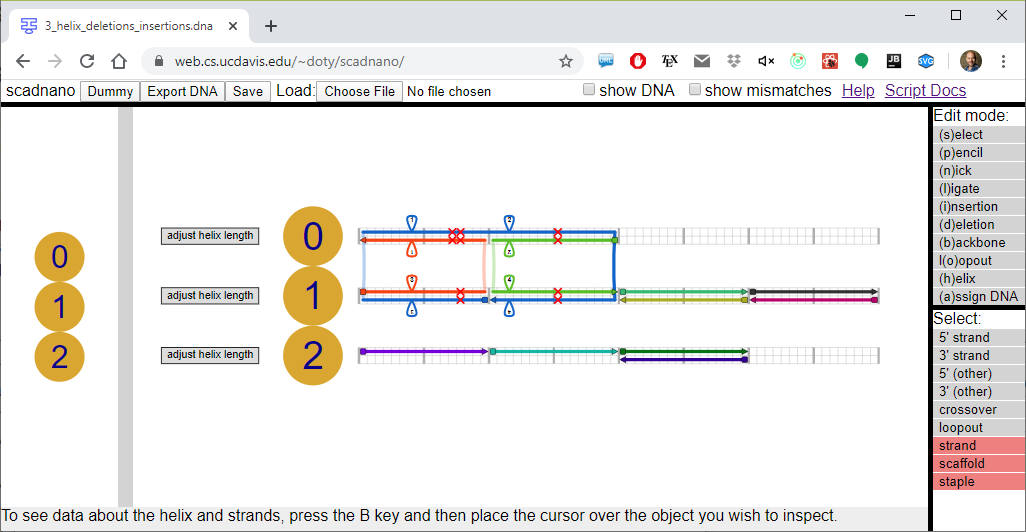 3_helix_deletions_insertions.dna
web.cs.ucdavis.edu/~doty/scadnano/
scadnano Dummy Export DNA Save Load: Choose File No file chosen show DNA show mismatches Help Script Docs
Edit mode:
(s)elect
(p)encil
(n)ick
(l)igate
(i)nsertion
(d)eletion
(b)ackbone
l(o)opout
(h)elix
(a)ssign DNA
Select:
5' strand
3' strand
5' (other)
3' (other)
crossover
loopout
strand
scaffold
staple
0
1
2
adjust helix length 0
1 2
3 4
adjust helix length 1
adjust helix length 2
To see data about the helix and strands, press the B key and then place the cursor over the object you wish to inspect.